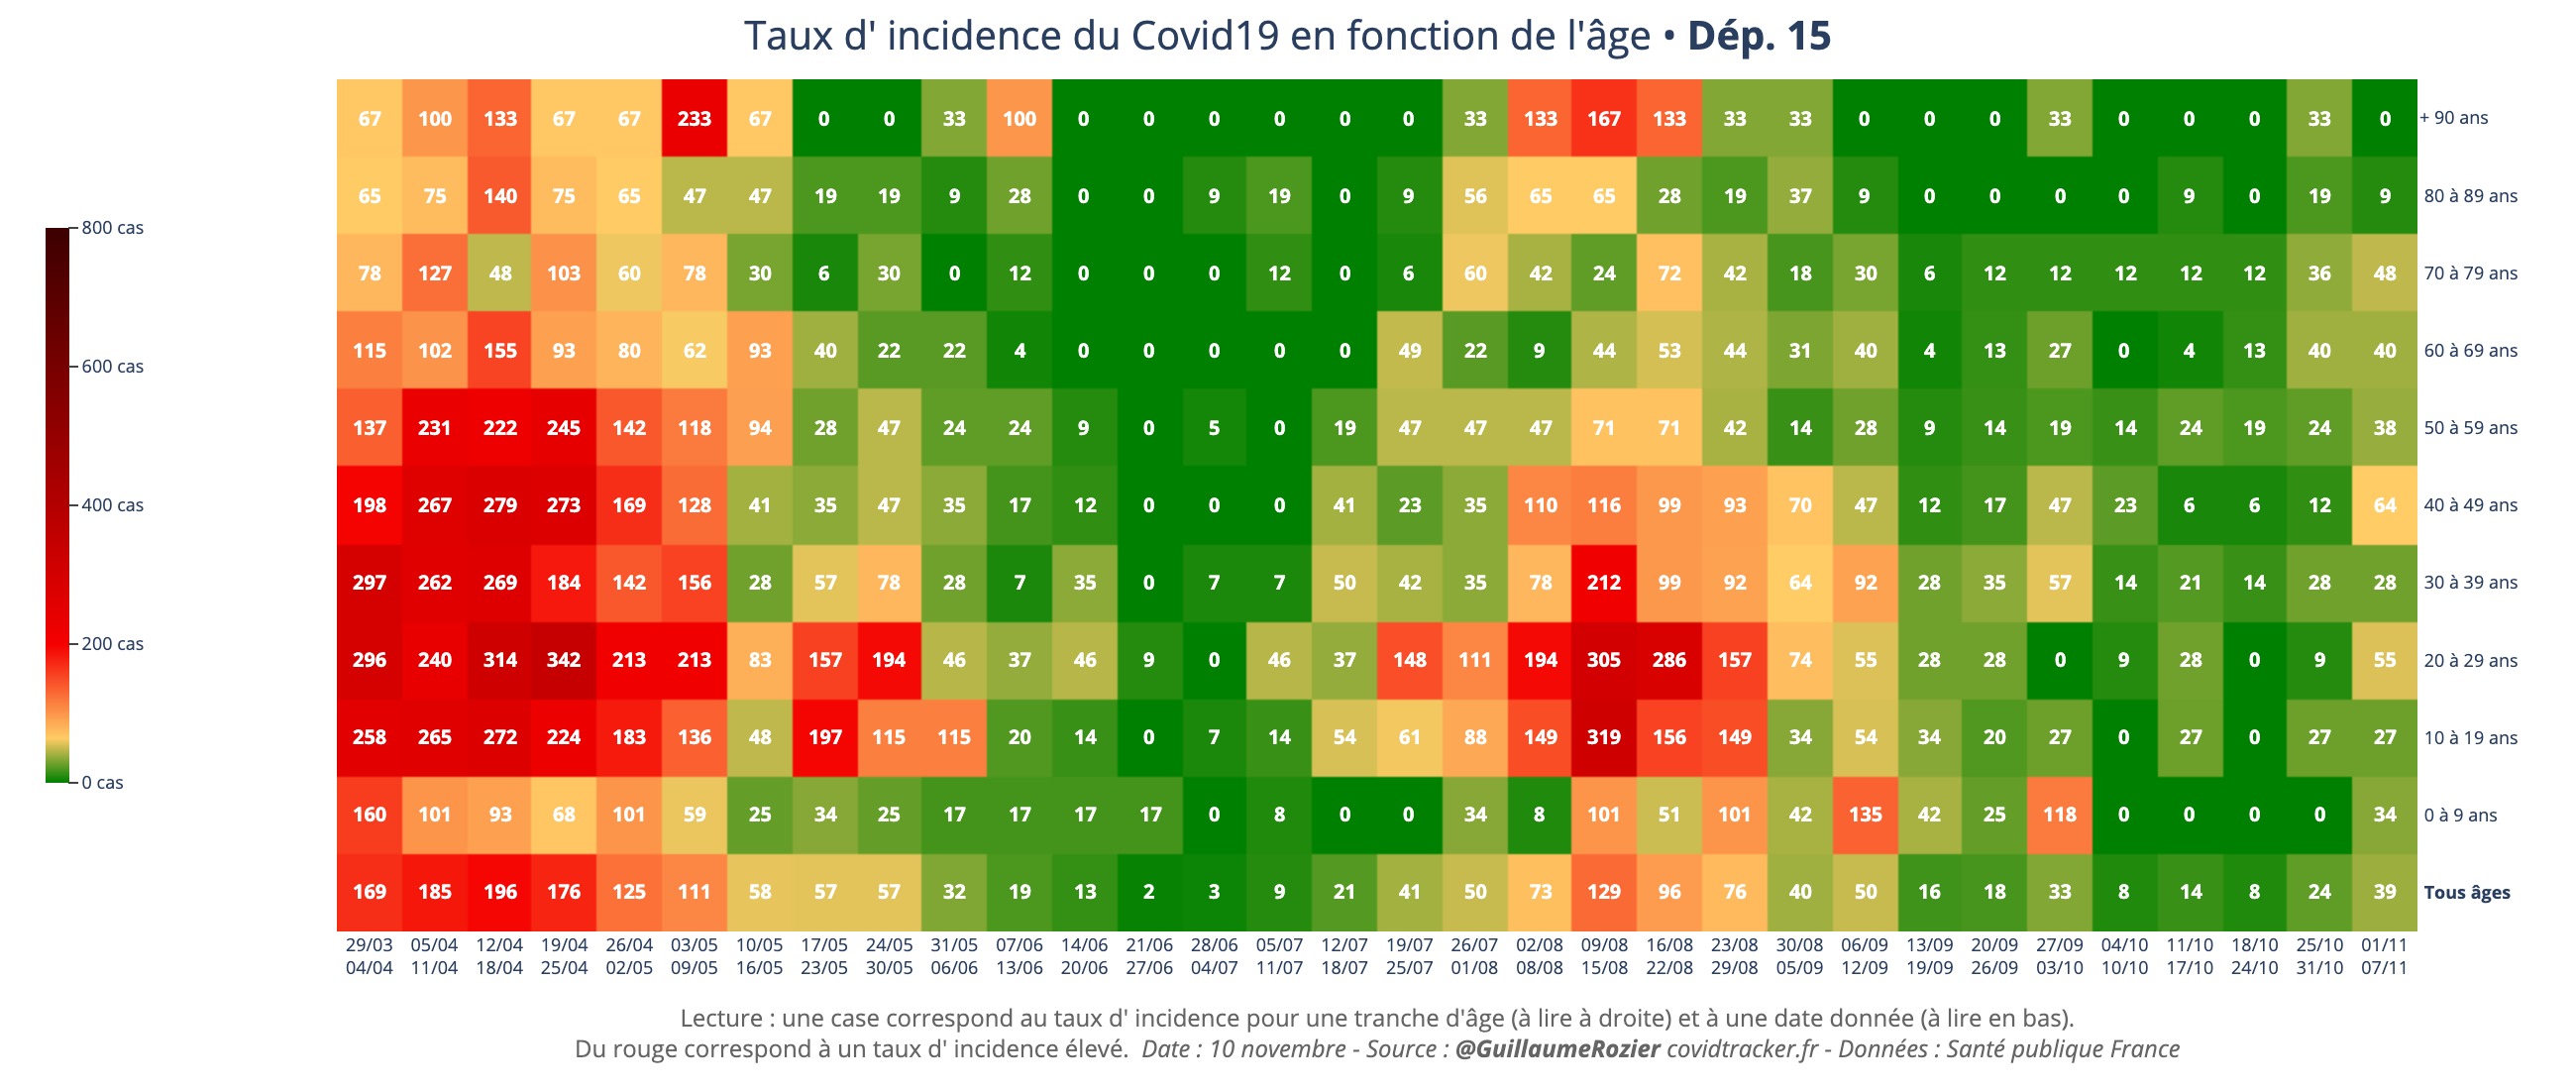 Taux d' incidence du Covid19 en fonction de l'âge • Dép. 15
800 cas
600 cas
400 cas
200 cas
0 cas
67 100 133 67 67 233 67 0 0 33 100 0 0 0 0 0 0 33 133 167 133 33 33 0 0 0 33 0 0 0 33 0 + 90 ans
65 75 140 75 65 47 47 19 19 9 28 0 0 9 19 0 9 56 65 65 28 19 37 9 0 0 0 0 9 0 19 9 80 à 89 ans
78 127 48 103 60 78 30 6 30 0 12 0 0 0 12 0 6 60 42 24 72 42 18 30 6 12 12 12 12 12 36 48 70 à 79 ans
115 102 155 93 80 62 93 40 22 22 4 0 0 0 0 0 49 22 9 44 53 44 31 40 4 13 27 0 4 13 40 40 60 à 69 ans
137 231 222 245 142 118 94 28 47 24 24 9 0 5 0 19 47 47 47 71 71 42 14 28 9 14 19 14 24 19 24 38 50 à 59 ans
198 267 279 273 169 128 41 35 47 35 17 12 0 0 0 41 23 35 110 116 99 93 70 47 12 17 47 23 6 6 12 64 40 à 49 ans
297 262 269 184 142 156 28 57 78 28 7 35 0 7 7 50 42 35 78 212 99 92 64 92 28 35 57 14 21 14 28 28 30 à 39 ans
296 240 314 342 213 213 83 157 194 46 37 46 9 0 46 37 148 111 194 305 286 157 74 55 28 28 0 9 28 0 9 55 20 à 29 ans
258 265 272 224 183 136 48 197 115 115 20 14 0 7 14 54 61 88 149 319 156 149 34 54 34 20 27 0 27 0 27 27 10 à 19 ans
160 101 93 68 101 59 25 34 25 17 17 17 17 0 8 0 0 34 8 101 51 101 42 135 42 25 118 0 0 0 0 34 0 à 9 ans
169 185 196 176 125 111 58 57 57 32 19 13 2 3 9 21 41 50 73 129 96 76 40 50 16 18 33 8 14 8 24 39 Tous âges
29/03 05/04 12/04 19/04 26/04 03/05 10/05 17/05 24/05 31/05 07/06 14/06 21/06 28/06 05/07 12/07 19/07 26/07 02/08 09/08 16/08 23/08 30/08 06/09 13/09 20/09 27/09 04/10 11/10 18/10 25/10 01/11
04/04 11/04 18/04 25/04 02/05 09/05 16/05 23/05 30/05 06/06 13/06 20/06 27/06 04/07 11/07 18/07 25/07 01/08 08/08 15/08 22/08 29/08 05/09 12/09 19/09 26/09 03/10 10/10 17/10 24/10 31/10 07/11
Lecture : une case correspond au taux d' incidence pour une tranche d'âge (à lire à droite) et à une date donnée (à lire en bas).
Du rouge correspond à un taux d' incidence élevé. Date : 10 novembre - Source : @GuillaumeRozier covidtracker.fr - Données : Santé publique France